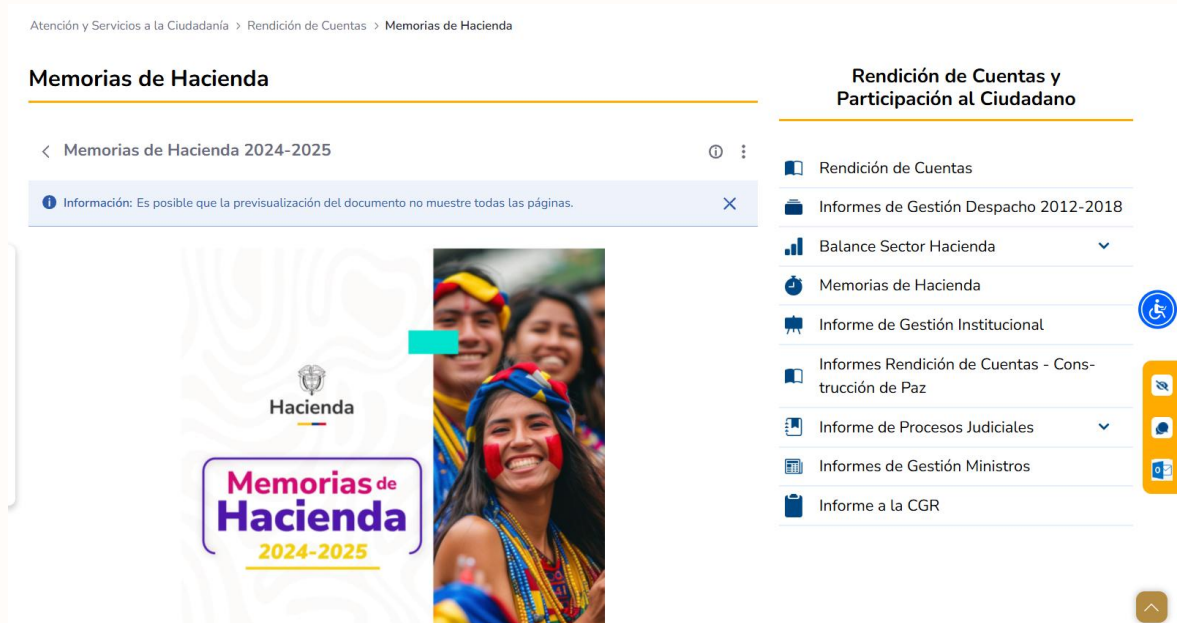 Atención y Servicios a la Ciudadanía > Rendición de Cuentas > Memorias de Hacienda
Memorias de Hacienda
Memorias de Hacienda 2024-2025
Información: Es posible que la previsualización del documento no muestre todas las páginas.
Hacienda
Memorias de
Hacienda
2024-2025
Rendición de Cuentas y
Participación al Ciudadano
Rendición de Cuentas
Informes de Gestión Despacho 2012-2018
Balance Sector Hacienda
Memorias de Hacienda
Informe de Gestión Institucional
Informes Rendición de Cuentas - Cons-
trucción de Paz
Informe de Procesos Judiciales
Informes de Gestión Ministros
Informe a la CGR